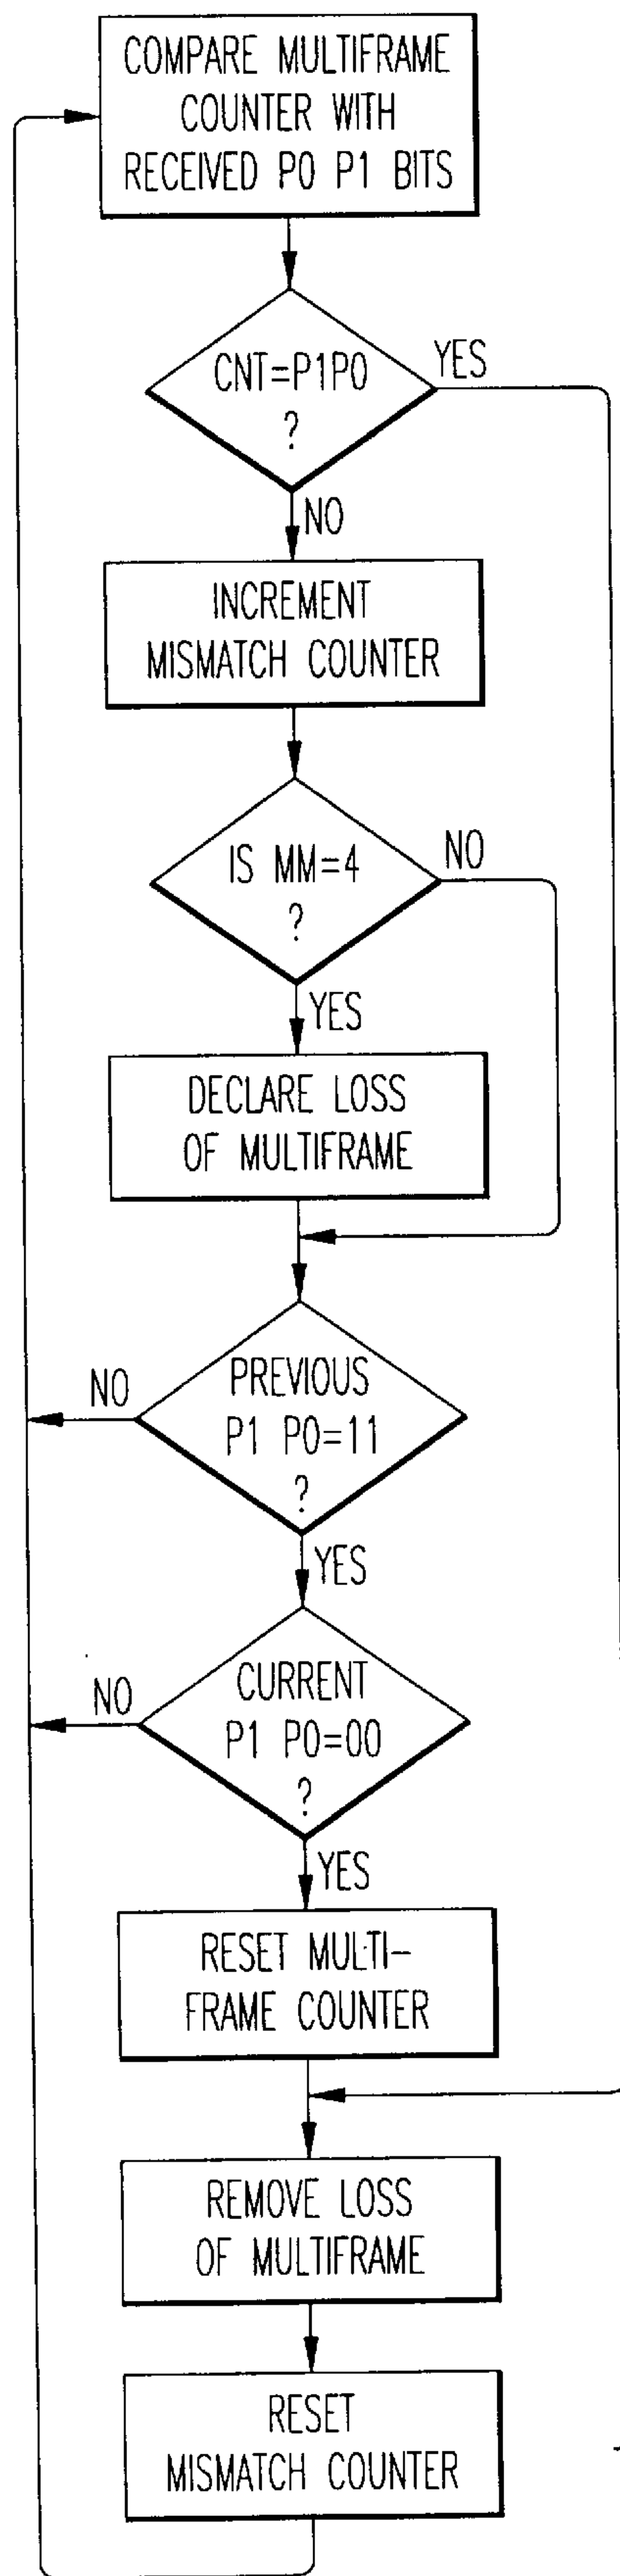 COMPARE MULTIFRAME
COUNTER WITH
RECEIVED P0 P1 BITS
CNT=P1P0
?
YES
NO
INCREMENT
MISMATCH COUNTER
IS MM=4
?
NO
YES
DECLARE LOSS
OF MULTIFRAME
PREVIOUS
P1 P0=11
?
NO
YES
CURRENT
P1 P0=00
?
NO
YES
RESET MULTI-
FRAME COUNTER
REMOVE LOSS
OF MULTIFRAME
RESET
MISMATCH COUNTER